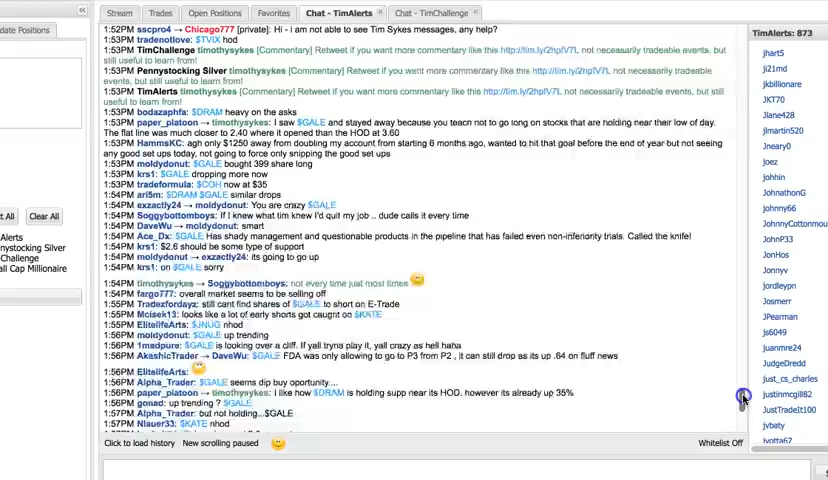 Stream Trades Open Positions Favorites Chat - TimAlerts Chat - TimChallenge
date Positions
All Clear All
Alerts
nnystocking Silver
Challenge
all Cap Millionaire
1:52PM sscpro4 → Chicago777 [private]: Hi - i am not able to see Tim Sykes messages, any help?
1:53PM tradenotlove: $TVIX hod
1:53PM TimChallenge timothysykes [Commentary] Retweet if you want more commentary like this http://tim.ly/2hpfV7L not necessarily tradeable events, but
still useful to learn from!
1:53PM Pennystocking Silver timothysykes [Commentary] Retweet if you want more commentary like this http://tim.ly/2hpfV7L not necessarily tradeable
events, but still useful to learn from!
1:53PM TimAlerts timothysykes [Commentary] Retweet if you want more commentary like this http://tim.ly/2hpfV7L not necessarily tradeable events, but still
useful to learn from!
1:53PM bodazaphfa: $DRAM heavy on the asks
1:53PM paper_platoon → timothysykes: I saw $GALE and stayed away because you teach not to go long on stocks that are holding near their low of day.
The flat line was much closer to 2.40 where it opened than the HOD at 3.60
1:53PM HammsKC: agh only $1250 away from doubling my account from starting 6 months ago, wanted to hit that goal before the end of year but not seeing
any good set ups today, not going to force only snipping the good set ups
1:53PM moldydonut: $GALE bought 399 share long
1:53PM krs1: $GALE dropping more now
1:53PM tradeformula: $COH now at $35
1:54PM ari5m: $DRAM $GALE similar drops
1:54PM exzactly24 → moldydonut: You are crazy $GALE
1:54PM Soggybottomboys: If I knew what tim knew I'd quit my job .. dude calls it every time
1:54PM DaveWu → moldydonut: smart
1:54PM Ace_Dx: $GALE Has shady management and questionable products in the pipeline that has failed even non-inferiority trials. Called the knife!
1:54PM krs1: $2.6 should be some type of support
1:54PM moldydonut → exzactly24: its going to go up
1:54PM krs1: on $GALE sorry
1:54PM timothysykes → Soggybottomboys: not every time just most times
1:54PM fargo777: overall market seems to be selling off
1:55PM Tradezfordayz: still cant find shares of $GALE to short on E-Trade
1:55PM Mcisek13: looks like a lot of early shorts got caught on $KATE
1:55PM ElitelifeArts: $JNUG nhod
1:56PM moldydonut: $GALE up trending
1:56PM 1madpure: $GALE is looking over a cliff. If yall tryna play it, yall crazy as hell haha
1:56PM AkashicTrader → DaveWu: $GALE FDA was only allowing to go to P3 from P2 , it can still drop as its up .64 on fluff news
1:56PM ElitelifeArts:
1:56PM Alpha_Trader: $GALE seems dip buy oportunity....
1:56PM paper_platoon → timothysykes: I like how $DRAM is holding supp near its HOD. however its already up 35%
1:56PM gonad: up trending ? $GALE
1:57PM Alpha_Trader: but not holding...$GALE
1:57PM Nlauer33: $KATE nhod
Click to load history New scrolling paused Whitelist Off
TimAlerts: 873
jhart5
ji21md
jkbillionare
JKT70
Jlane428
jlmartin520
Jneary0
joez
johhin
JohnathonG
johnny66
JohnnyCottonmou
JohnP33
JonHos
Jonnyv
jordleypn
Josmerr
JPearman
js6049
juanmre24
JudgeDredd
just_cs_charles
justinmcgill82
JustTradeIt100
jvbaty
jvotta67